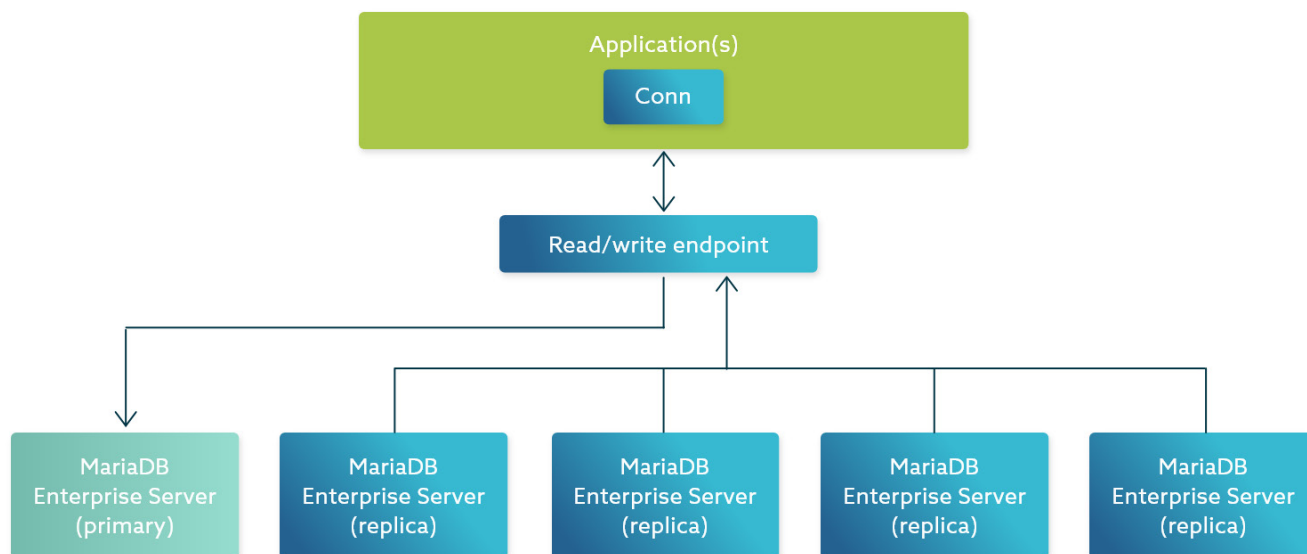 Application(s)
Conn
Read/write endpoint
MariaDB
Enterprise Server
(primary)
MariaDB
Enterprise Server
(replica)
MariaDB
Enterprise Server
(replica)
MariaDB
Enterprise Server
(replica)
MariaDB
Enterprise Server
(replica)